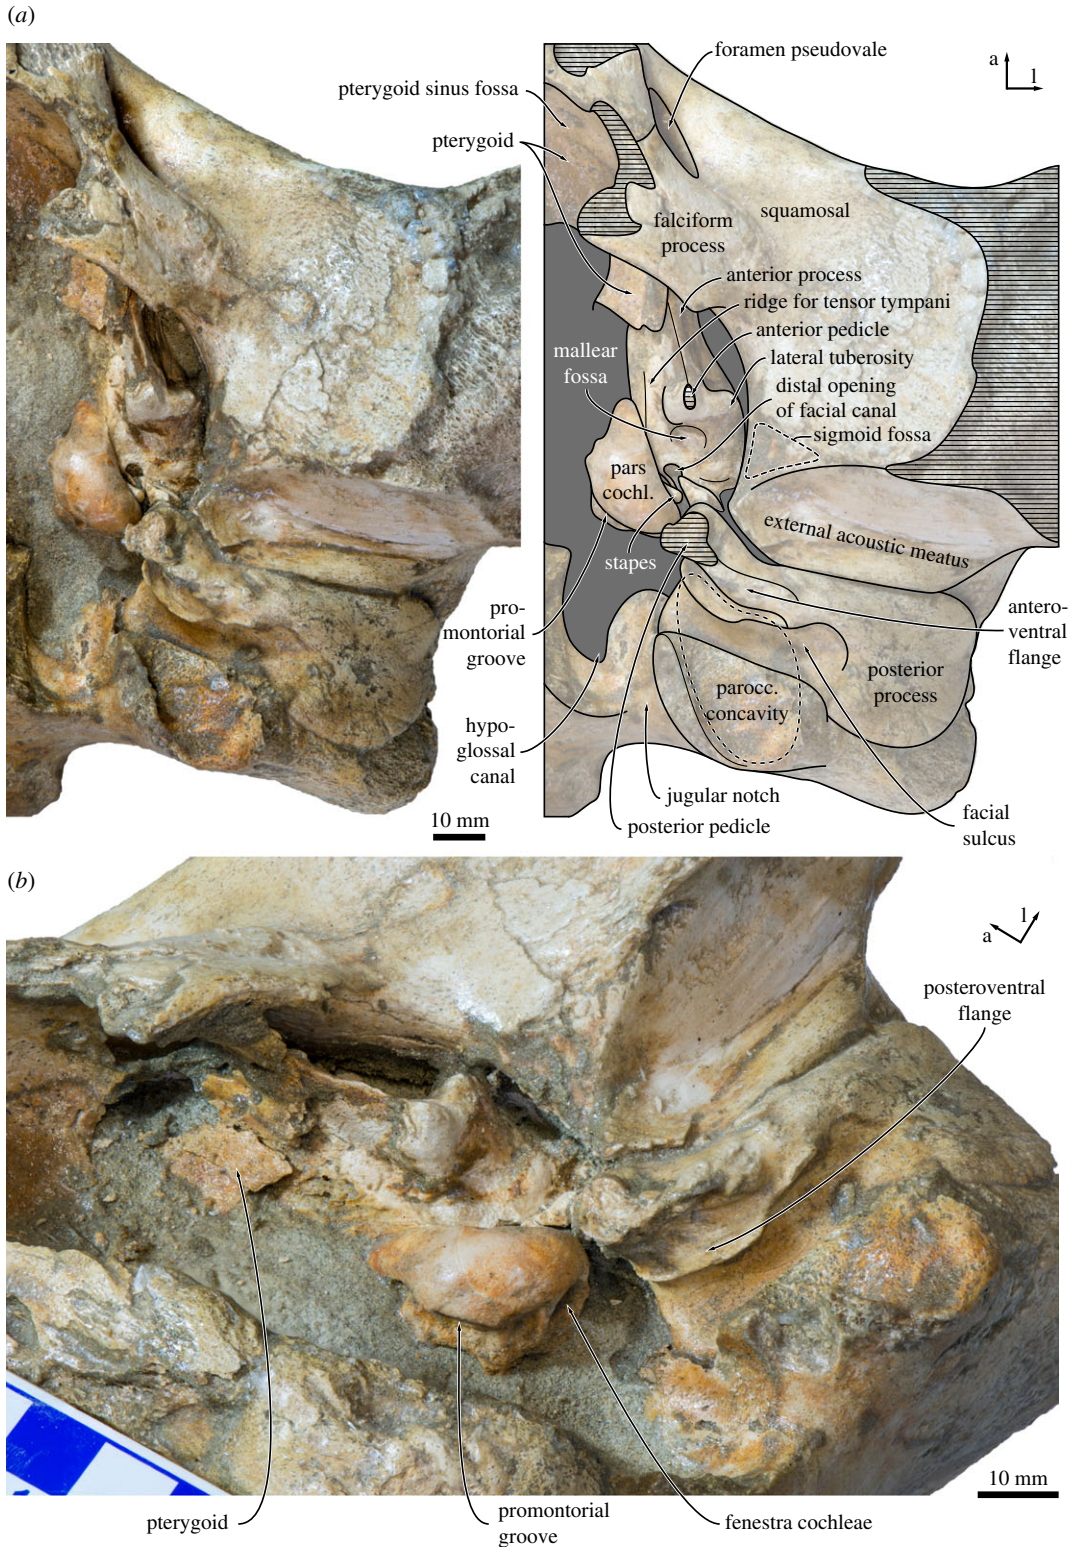 (a)
foramen pseudovale
a
l
pterygoid sinus fossa
pterygoid
squamosal
falciform
process
anterior process
ridge for tensor tympani
anterior pedicle
mallear
fossa
lateral tuberosity
distal opening
of facial canal
sigmoid fossa
pars
cochl.
external acoustic meatus
stapes
pro-
montorial
groove
antero-
ventral
flange
posterior
process
parocc.
concavity
hypo-
glossal
canal
jugular notch
posterior pedicle
facial
sulcus
10 mm
(b)
l
a
posteroventral
flange
10 mm
pterygoid
promontorial
groove
fenestra cochleae